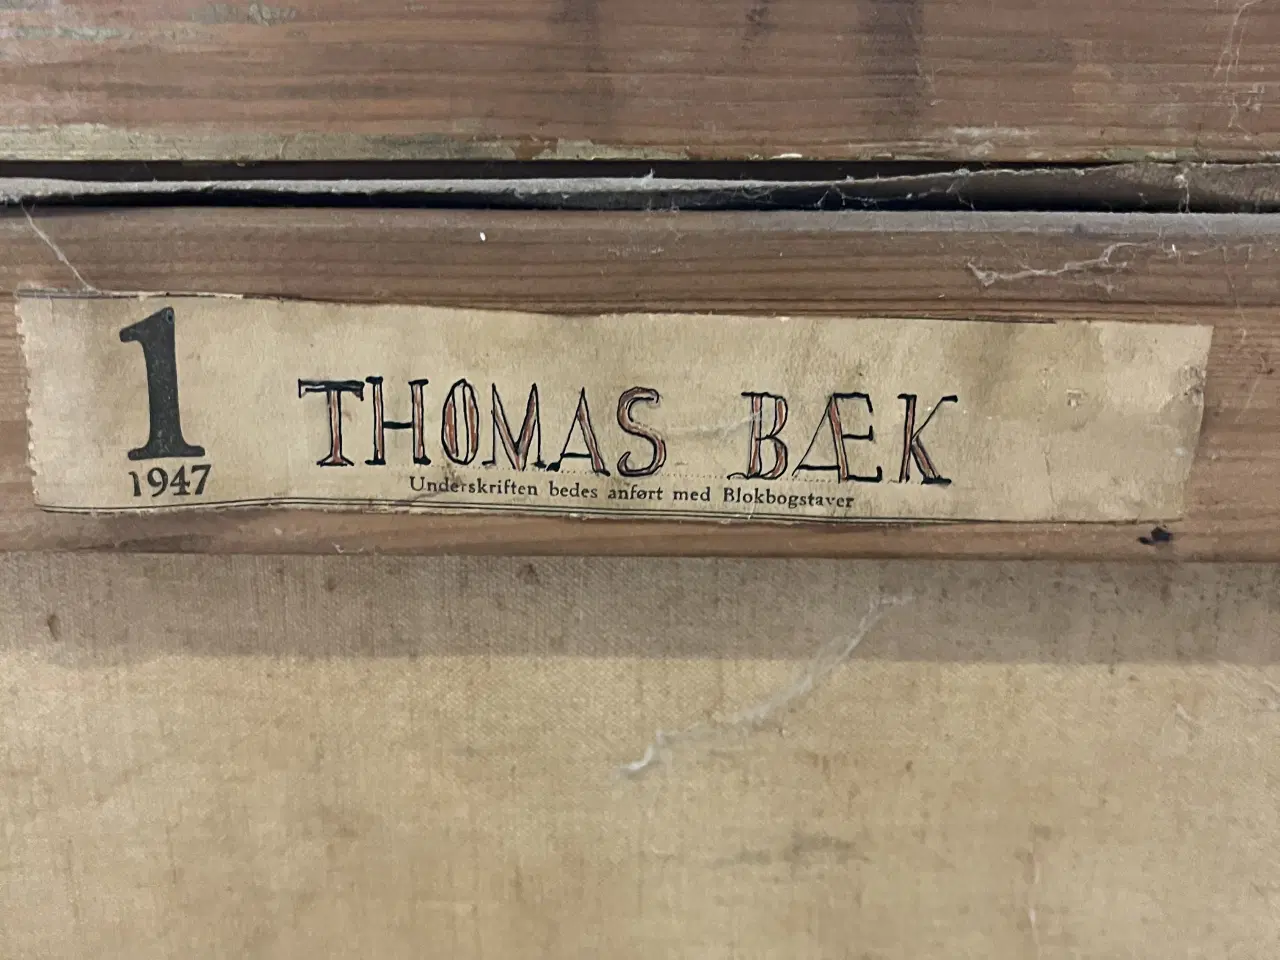 1
1947
THOMAS BÆK
Underskriften bedes anført med Blokbogstaver